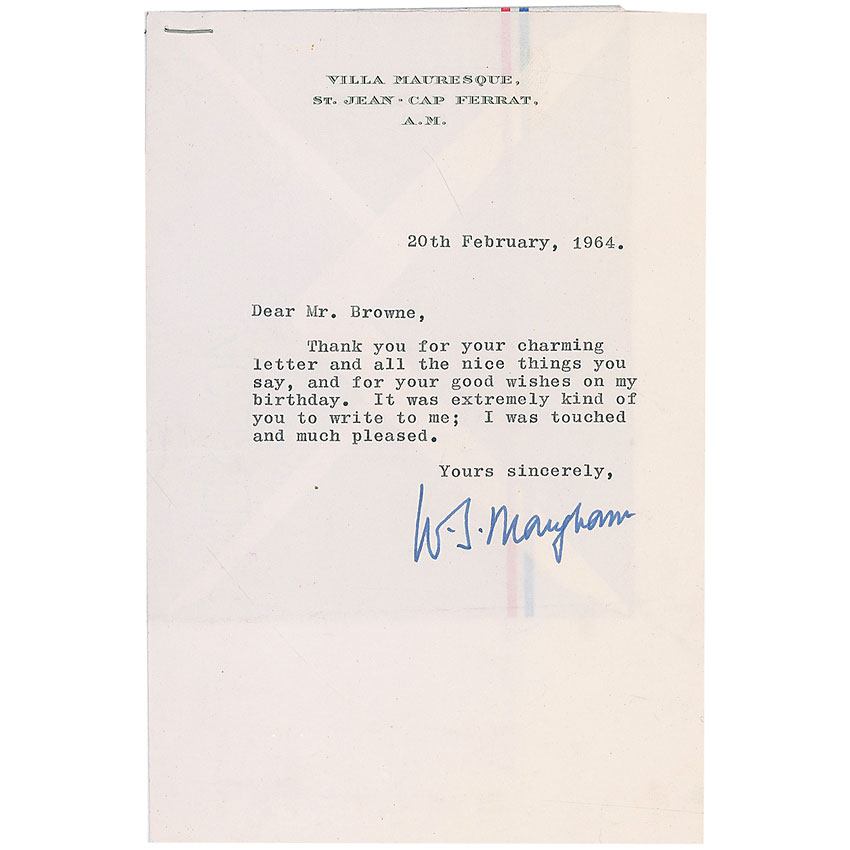 VILLA MAURESQUE,
ST. JEAN - CAP FERRAT,
A.M.
20th February, 1964.
Dear Mr. Browne,
Thank you for your charming
letter and all the nice things you
say, and for your good wishes on my
birthday. It was extremely kind of
you to write to me; I was touched
and much pleased.
Yours sincerely,
W. S. Maugham